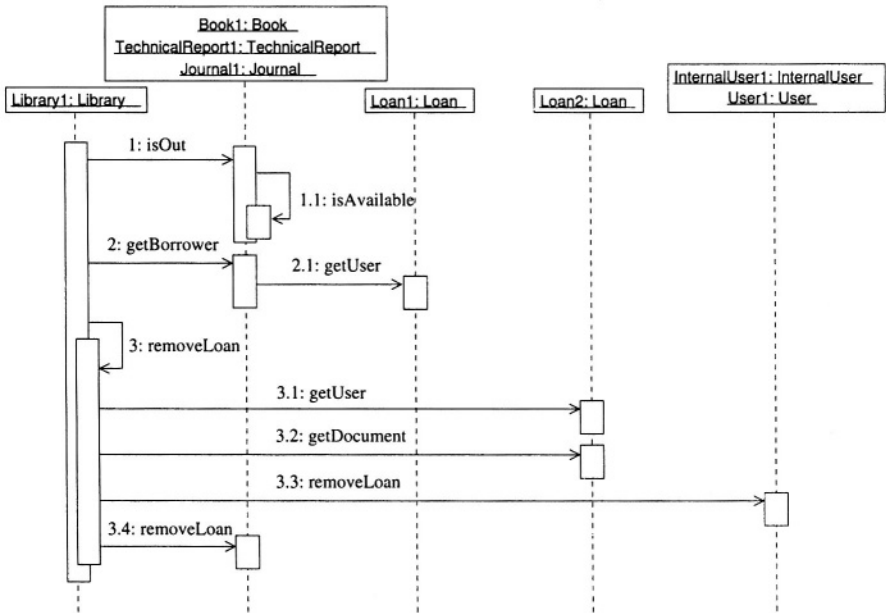 Book1: Book
TechnicalReport1: TechnicalReport
Journal1: Journal
InternalUser1: InternalUser
User1: User
Library1: Library
Loan1: Loan
Loan2: Loan
1: isOut
1.1: isAvailable
2: getBorrower
2.1: getUser
3: removeLoan
3.1: getUser
3.2: getDocument
3.3: removeLoan
3.4: removeLoan